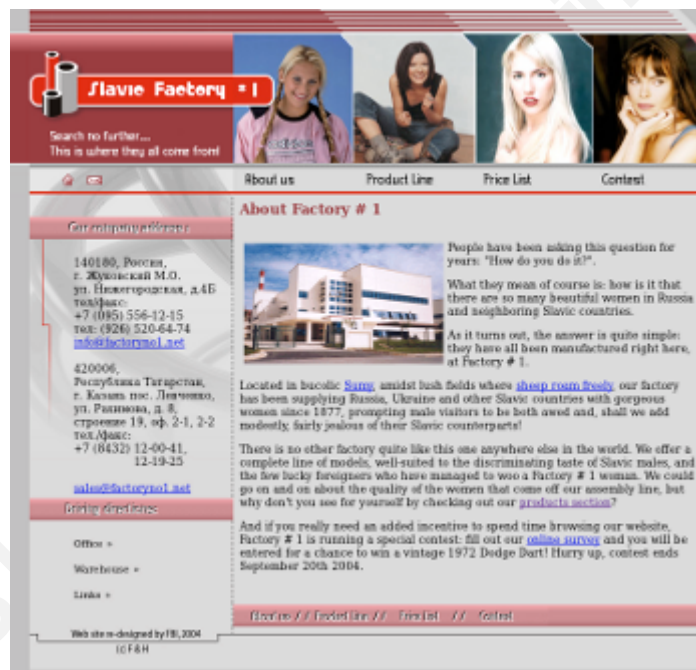 Slavic Factory # 1
Search no further...
This is where they all come from!
About us
Product Line
Price List
Contest
Our company address:
140180, Россия,
г. Жуковский М.О.
ул. Нижегородская, д.4Б
тел/факс:
+7 (095) 556-12-15
тел: (926) 520-64-74
info@factoryno1.net
420006,
Республика Татарстан,
г. Казань пос. Левченко,
ул. Рахимова, д. 8,
строение 19, оф. 2-1, 2-2
тел./факс:
+7 (8432) 12-00-41,
12-19-25
sales@factoryno1.net
Driving directions:
Office »
Warehouse »
Links »
Web site re-designed by FBI, 2004
(c) F & H
About Factory # 1
People have been asking this question for
years: "How do you do it?".
What they mean of course is: how is it that
there are so many beautiful women in Russia
and neighboring Slavic countries.
As it turns out, the answer is quite simple:
they have all been manufactured right here,
at Factory # 1.
Located in bucolic Sumy, amidst lush fields where sheep roam freely, our factory
has been supplying Russia, Ukraine and other Slavic countries with gorgeous
women since 1877, prompting male visitors to be both awed and, shall we add
modestly, fairly jealous of their Slavic counterparts!
There is no other factory quite like this one anywhere else in the world. We offer a
complete line of models, well-suited to the discriminating taste of Slavic males, and
the few lucky foreigners who have managed to woo a Factory # 1 woman. We could
go on and on about the quality of the women that come off our assembly line, but
why don't you see for yourself by checking out our products section?
And if you really need an added incentive to spend time browsing our website,
Factory # 1 is running a special contest: fill out our online survey and you will be
entered for a chance to win a vintage 1972 Dodge Dart! Hurry up, contest ends
September 20th 2004.
About us // Product Line // Price List // Contest